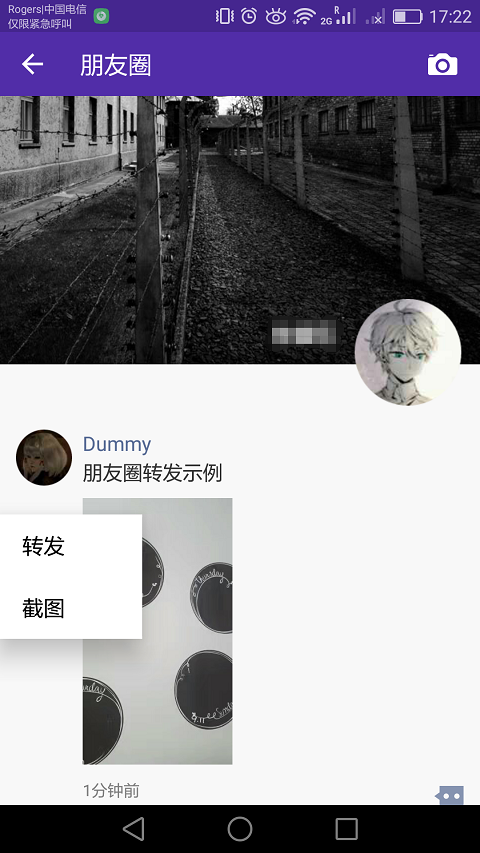 Rogers|中国电信
仅限紧急呼叫
2G
R
17:22
朋友圈
Dummy
朋友圈转发示例
转发
截图
Thursday
1分钟前